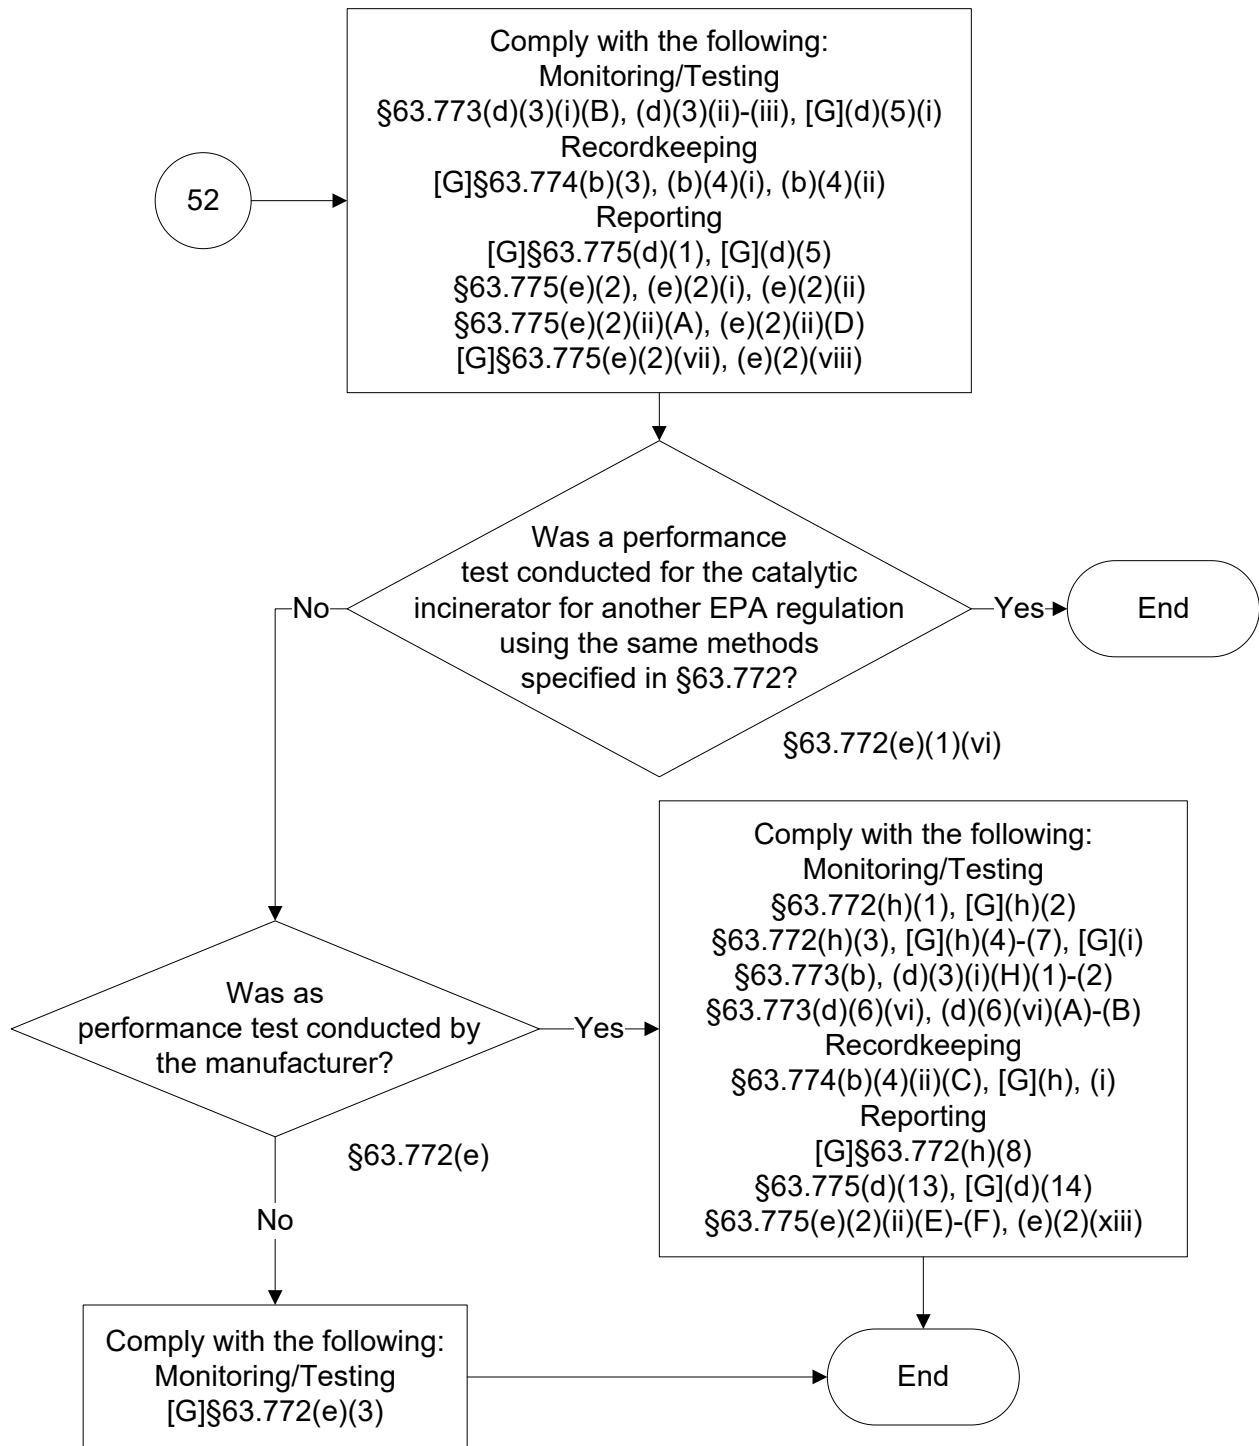 Comply with the following:
Monitoring/Testing
§63.773(d)(3)(i)(B), (d)(3)(ii)-(iii), [G](d)(5)(i)
Recordkeeping
[G]§63.774(b)(3), (b)(4)(i), (b)(4)(ii)
Reporting
[G]§63.775(d)(1), [G](d)(5)
§63.775(e)(2), (e)(2)(i), (e)(2)(ii)
§63.775(e)(2)(ii)(A), (e)(2)(ii)(D)
[G]§63.775(e)(2)(vii), (e)(2)(viii)
52
Was a performance
test conducted for the catalytic
incinerator for another EPA regulation
using the same methods
specified in §63.772?
No
Yes
End
§63.772(e)(1)(vi)
Was as
performance test conducted by
the manufacturer?
Yes
§63.772(e)
No
Comply with the following:
Monitoring/Testing
§63.772(h)(1), [G](h)(2)
§63.772(h)(3), [G](h)(4)-(7), [G](i)
§63.773(b), (d)(3)(i)(H)(1)-(2)
§63.773(d)(6)(vi), (d)(6)(vi)(A)-(B)
Recordkeeping
§63.774(b)(4)(ii)(C), [G](h), (i)
Reporting
[G]§63.772(h)(8)
§63.775(d)(13), [G](d)(14)
§63.775(e)(2)(ii)(E)-(F), (e)(2)(xiii)
Comply with the following:
Monitoring/Testing
[G]§63.772(e)(3)
End